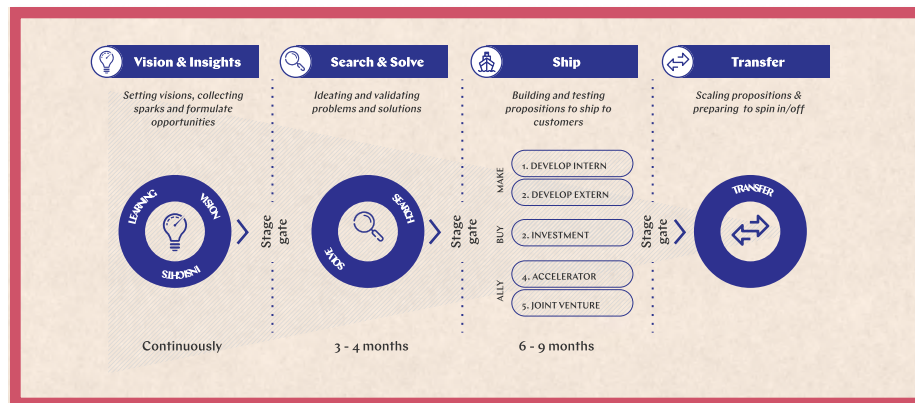 Vision & Insights
Setting visions, collecting
sparks and formulate
opportunities
LEARNING
VISION
INSIGHTS
Continuously
Stage
gate
Search & Solve
Ideating and validating
problems and solutions
SEARCH
SOLVE
3 - 4 months
Stage
gate
Ship
Building and testing
propositions to ship to
customers
MAKE
1. DEVELOP INTERN
2. DEVELOP EXTERN
BUY
2. INVESTMENT
ALLY
4. ACCELERATOR
5. JOINT VENTURE
6 - 9 months
Stage
gate
Transfer
Scaling propositions &
preparing to spin in/off
TRANSFER